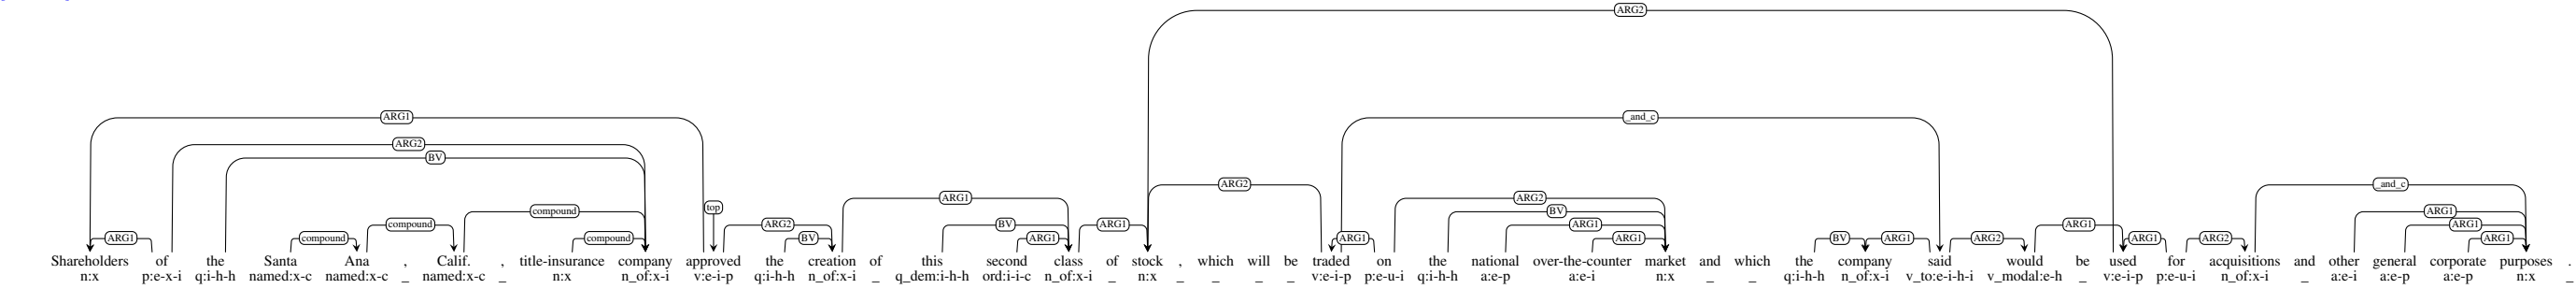 ARG2
ARG1 _and_c
ARG2
BV
ARG2 _and_c
ARG1 ARG2
top
compound BV ARG1
compound ARG2 BV ARG1 ARG1 ARG1 ARG1
ARG1 compound compound BV ARG1 ARG1 ARG1 BV ARG1 ARG2 ARG1 ARG2 ARG1
Shareholders of the Santa Ana , Calif. , title-insurance company approved the creation of this second class of stock , which will be traded on the national over-the-counter market and which the company said would be used for acquisitions and other general corporate purposes .
n:x p:e-x-i q:i-h-h named:x-c named:x-c _ named:x-c _ n:x n_of:x-i v:e-i-p q:i-h-h n_of:x-i _ q_dem:i-h-h ord:i-i-c n_of:x-i _ n:x _ _ _ _ v:e-i-p p:e-u-i q:i-h-h a:e-p a:e-i n:x _ _ q:i-h-h n_of:x-i v_to:e-i-h-i v_modal:e-h _ v:e-i-p p:e-u-i n_of:x-i _ a:e-i a:e-p a:e-p n:x _